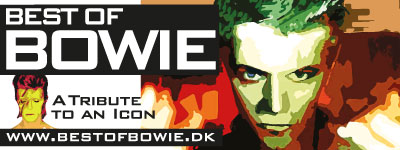 BEST OF
BOWIE
A TRIBUTE
TO AN ICON
WWW.BESTOFBOWIE.DK